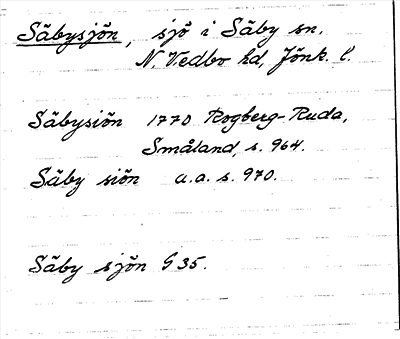 Säbysjön, sjö i Säby sn,
N. Vedbo hd, Jönk. l.
Säbysiön 1770 Rogberg-Ruda,
Småland, s. 964.
Säby siön a.a. s. 970.
Säby sjön G 35.